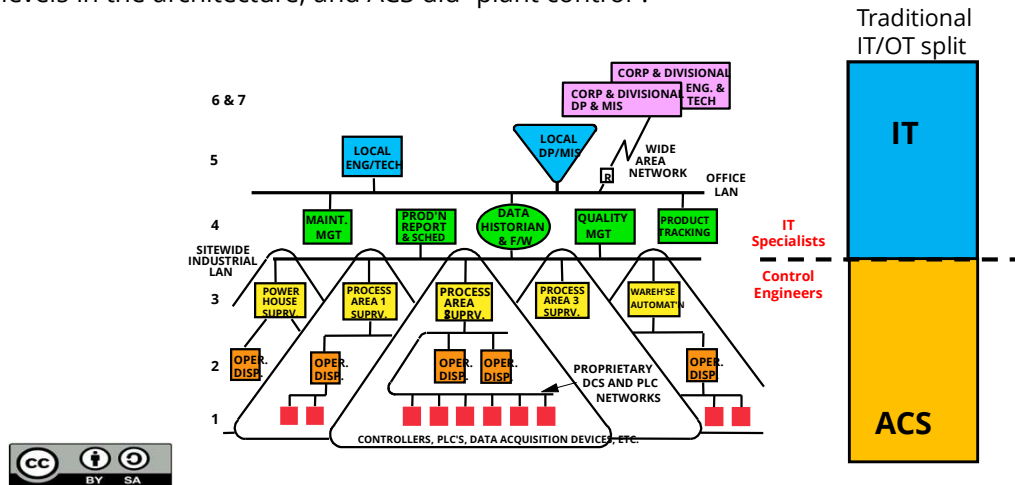 levels in the architecture, and ACS did "plant control".
Traditional
IT/OT split
CORP & DIVISIONAL
ENG. &
TECH
CORP & DIVISIONAL
DP & MIS
6 & 7
IT
LOCAL
ENG/TECH
LOCAL
DP/MIS
WIDE
AREA
NETWORK
R
5
OFFICE
LAN
MAINT.
MGT
PROD'N
REPORT
& SCHED
DATA
HISTORIAN
& F/W
QUALITY
MGT
PRODUCT
TRACKING
4
IT
Specialists
SITEWIDE
INDUSTRIAL
LAN
Control
Engineers
3
POWER
HOUSE
SUPRV.
PROCESS
AREA 1
SUPRV.
PROCESS
AREA
SUPRV.
PROCESS
AREA 3
SUPRV.
WAREH'SE
AUTOMAT'N
2
OPER.
DISP.
OPER.
DISP.
OPER.
DISP.
OPER.
DISP.
OPER.
DISP.
PROPRIETARY
DCS AND PLC
NETWORKS
1
ACS
CONTROLLERS, PLC'S, DATA ACQUISITION DEVICES, ETC.
cc
BY SA